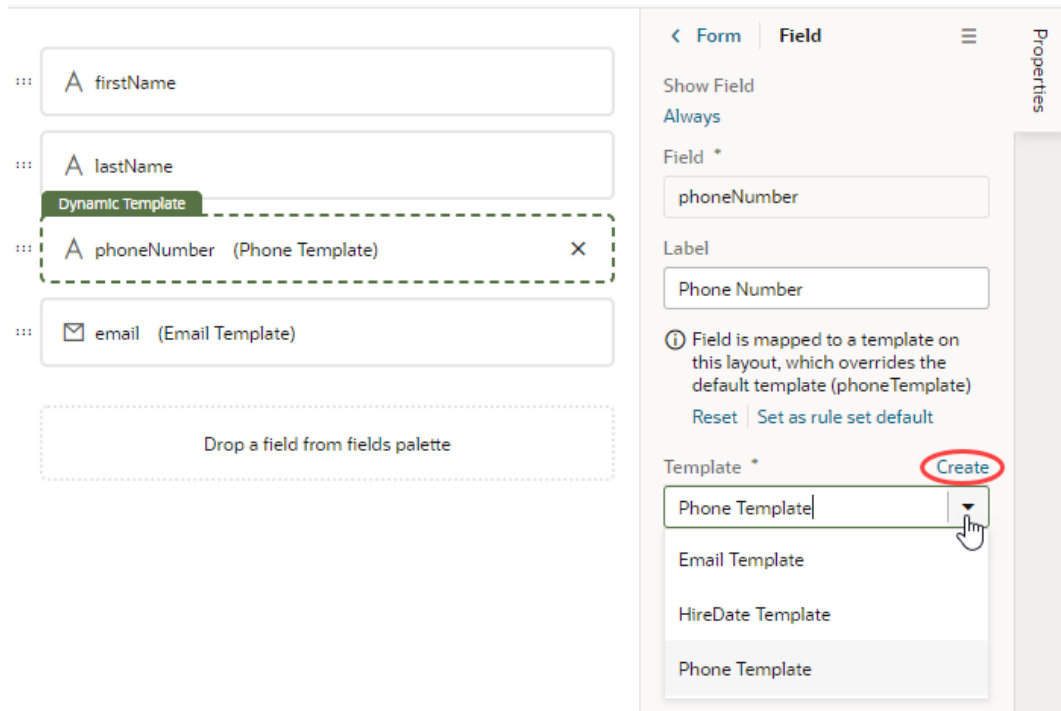 firstName
lastName
Dynamic Template
phoneNumber (Phone Template)
email (Email Template)
Drop a field from fields palette
Form Field
Show Field
Always
Field *
phoneNumber
Label
Phone Number
Field is mapped to a template on
this layout, which overrides the
default template (phoneTemplate)
Reset Set as rule set default
Template * Create
Phone Template
Email Template
HireDate Template
Phone Template
Properties